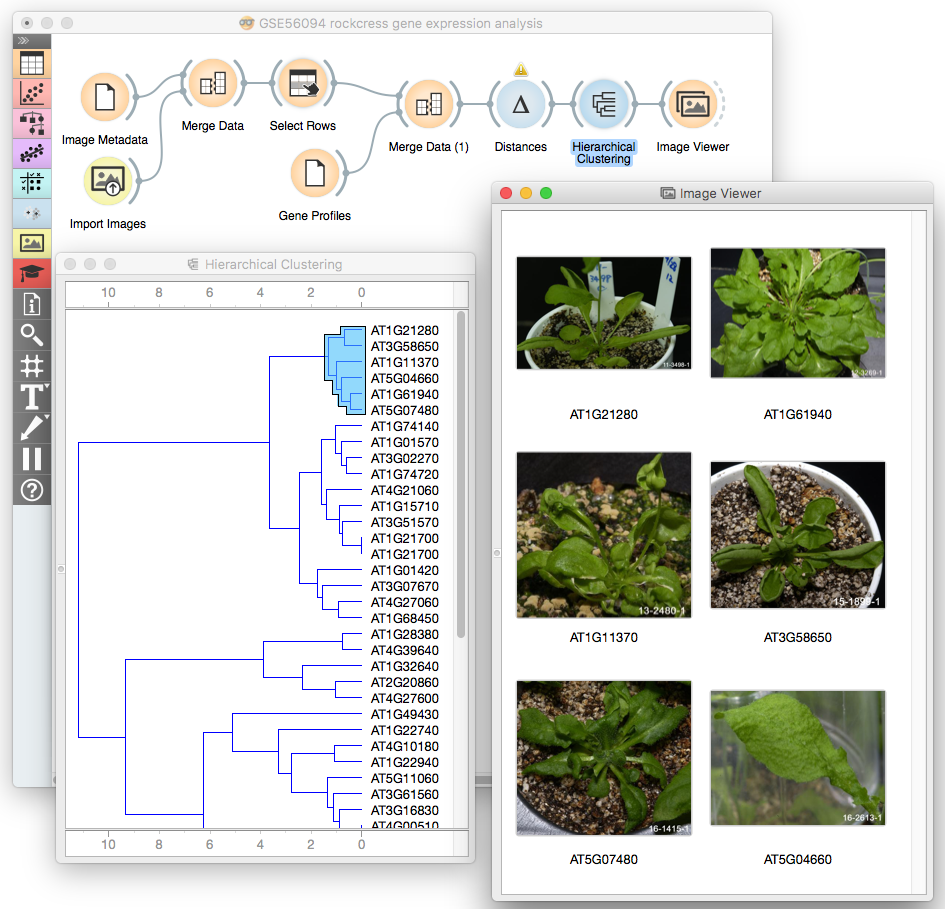 GSE56094 rockcress gene expression analysis
Image Metadata
Import Images
Merge Data
Select Rows
Gene Profiles
Merge Data (1)
Distances
Hierarchical
Clustering
Image Viewer
Hierarchical Clustering
10 8 6 4 2 0
AT1G21280
AT3G58650
AT1G11370
AT5G04660
AT1G61940
AT5G07480
AT1G74140
AT1G01570
AT3G02270
AT1G74720
AT4G21060
AT1G15710
AT3G51570
AT1G21700
AT1G21700
AT1G01420
AT3G07670
AT4G27060
AT1G68450
AT1G28380
AT4G39640
AT1G32640
AT2G20860
AT4G27600
AT1G49430
AT1G22740
AT4G10180
AT1G22940
AT5G11060
AT3G61560
AT3G16830
AT4G00510
10 8 6 4 2 0
Image Viewer
11-3498-1
AT1G21280
12-3269-1
AT1G61940
13-2480-1
AT1G11370
AT3G58650
16-1415-1
AT5G07480
16-2613-1
AT5G04660